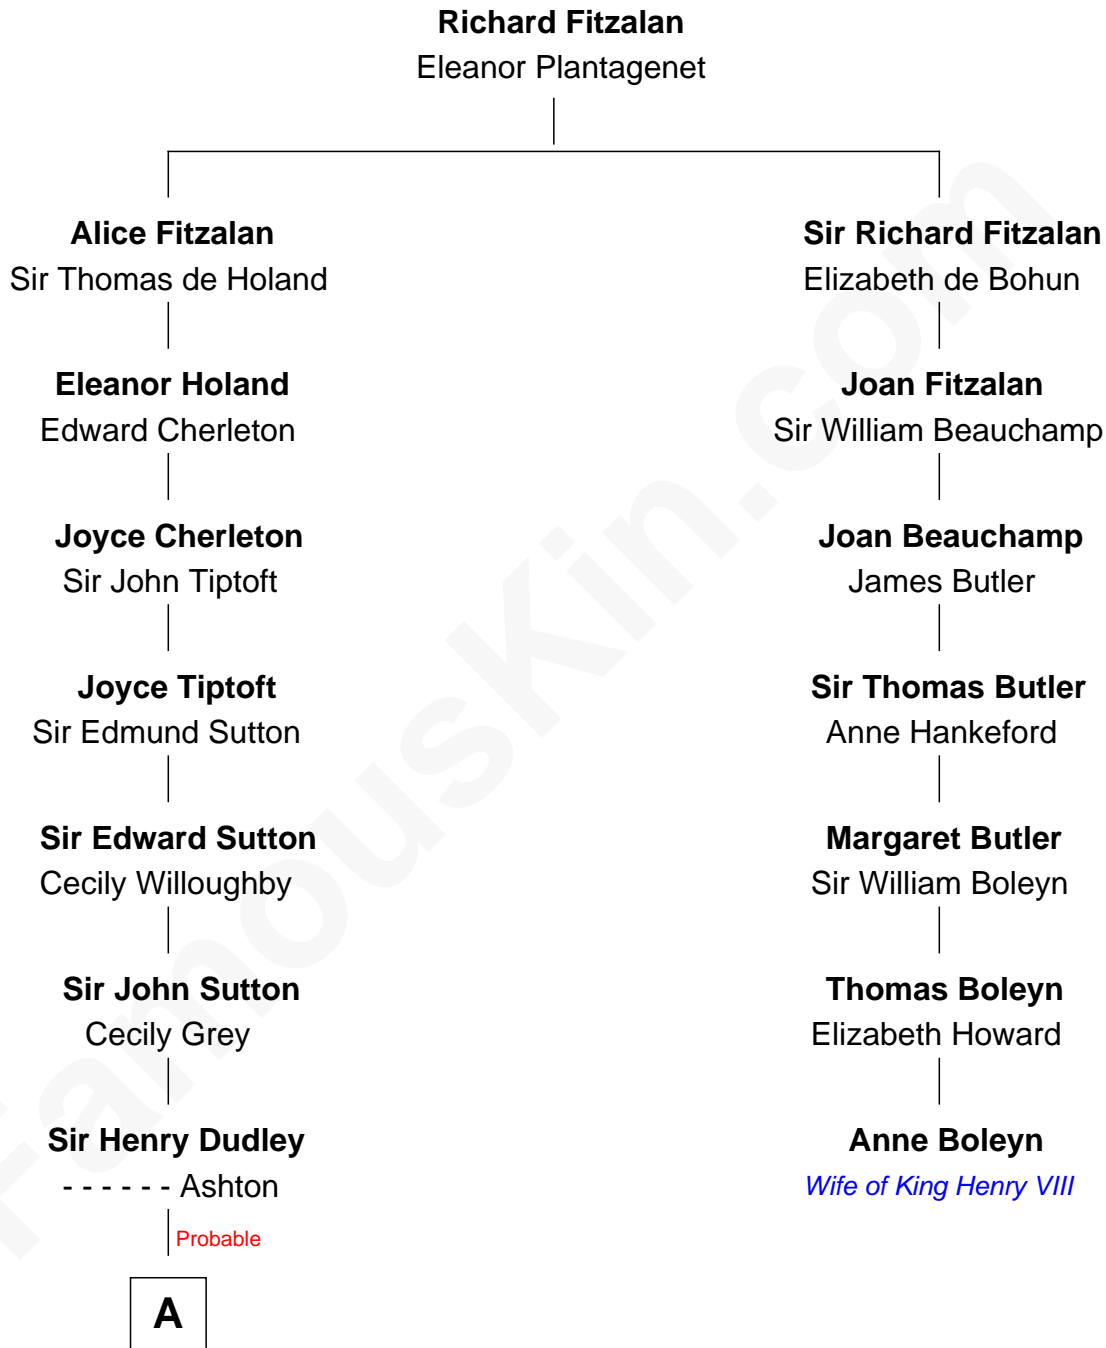 Richard Fitzalan
Eleanor Plantagenet
Alice Fitzalan
Sir Thomas de Holand
Sir Richard Fitzalan
Elizabeth de Bohun
Eleanor Holand
Edward Cherleton
Joan Fitzalan
Sir William Beauchamp
Joyce Cherleton
Sir John Tiptoft
Joan Beauchamp
James Butler
Joyce Tiptoft
Sir Edmund Sutton
Sir Thomas Butler
Anne Hankeford
Sir Edward Sutton
Cecily Willoughby
Margaret Butler
Sir William Boleyn
Sir John Sutton
Cecily Grey
Thomas Boleyn
Elizabeth Howard
Sir Henry Dudley
- - - - - - Ashton
Anne Boleyn
Wife of King Henry VIII
Probable
A
FamousKin.com